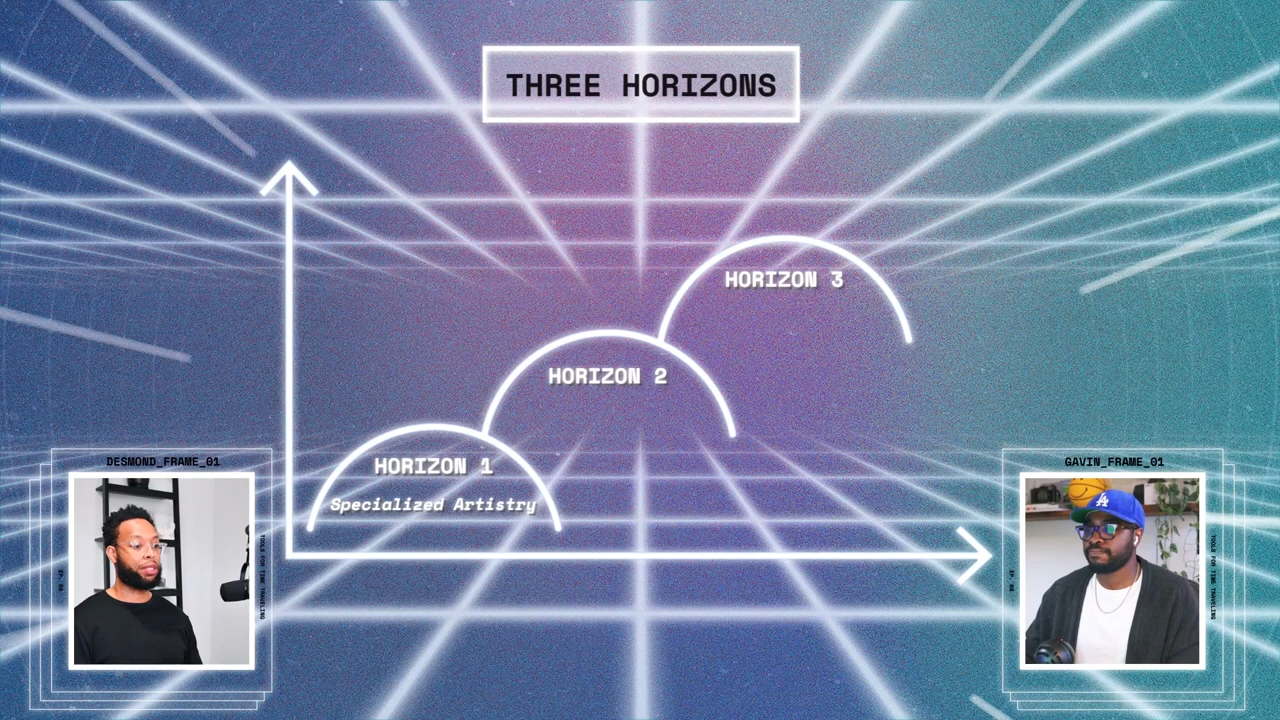 THREE HORIZONS
HORIZON 3
HORIZON 2
HORIZON 1
Specialized Artistry
DESMOND_FRAME_01
TOOLS FOR TIME TRAVELING
GAVIN_FRAME_01
TOOLS FOR TIME TRAVELING
LA